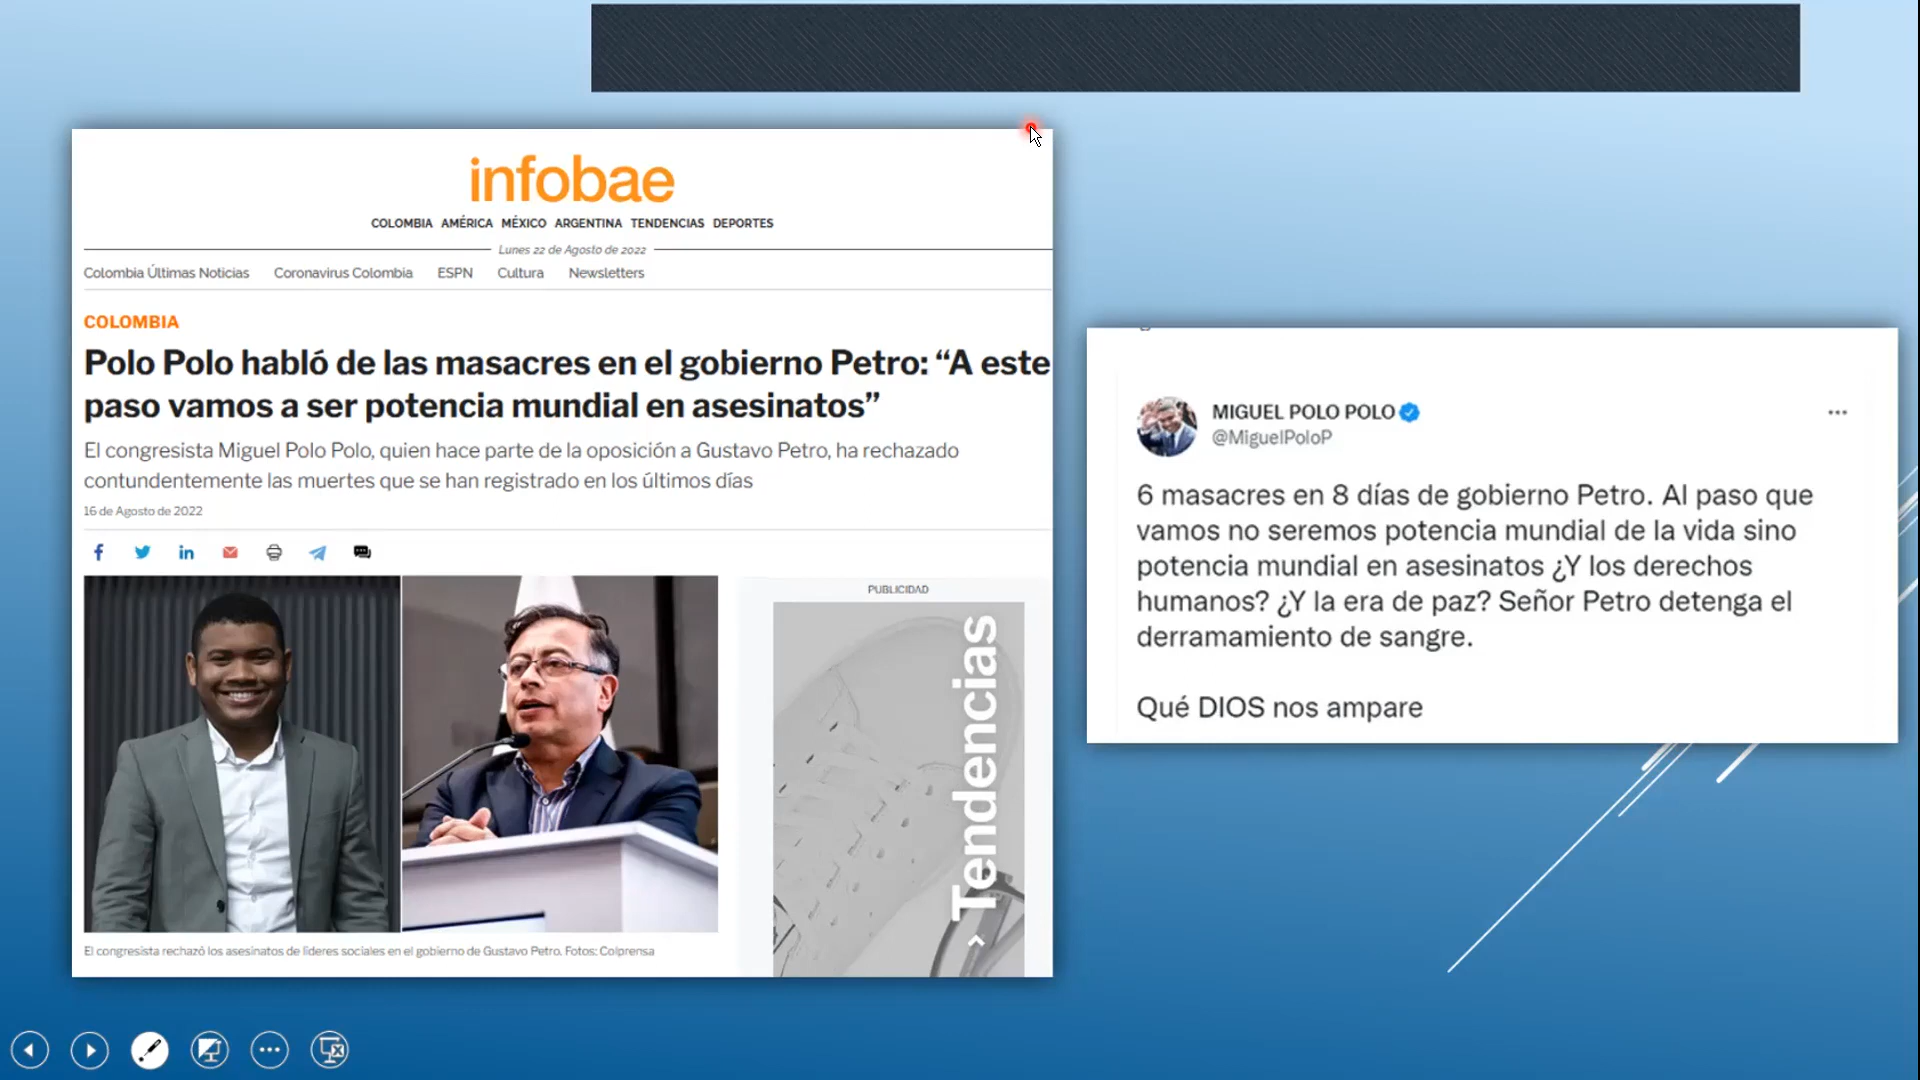 infobae
COLOMBIA AMÉRICA MÉXICO ARGENTINA TENDENCIAS DEPORTES
Lunes 22 de Agosto de 2022
Colombia Últimas Noticias Coronavirus Colombia ESPN Cultura Newsletters
COLOMBIA
Polo Polo habló de las masacres en el gobierno Petro: “A este
paso vamos a ser potencia mundial en asesinatos”
El congresista Miguel Polo Polo, quien hace parte de la oposición a Gustavo Petro, ha rechazado
contundentemente las muertes que se han registrado en los últimos días
16 de Agosto de 2022
PUBLICIDAD
Tendencias
El congresista rechazó los asesinatos de líderes sociales en el gobierno de Gustavo Petro. Fotos: Colprensa
MIGUEL POLO POLO
@MiguelPoloP
6 masacres en 8 días de gobierno Petro. Al paso que
vamos no seremos potencia mundial de la vida sino
potencia mundial en asesinatos ¿Y los derechos
humanos? ¿Y la era de paz? Señor Petro detenga el
derramamiento de sangre.
Qué DIOS nos ampare